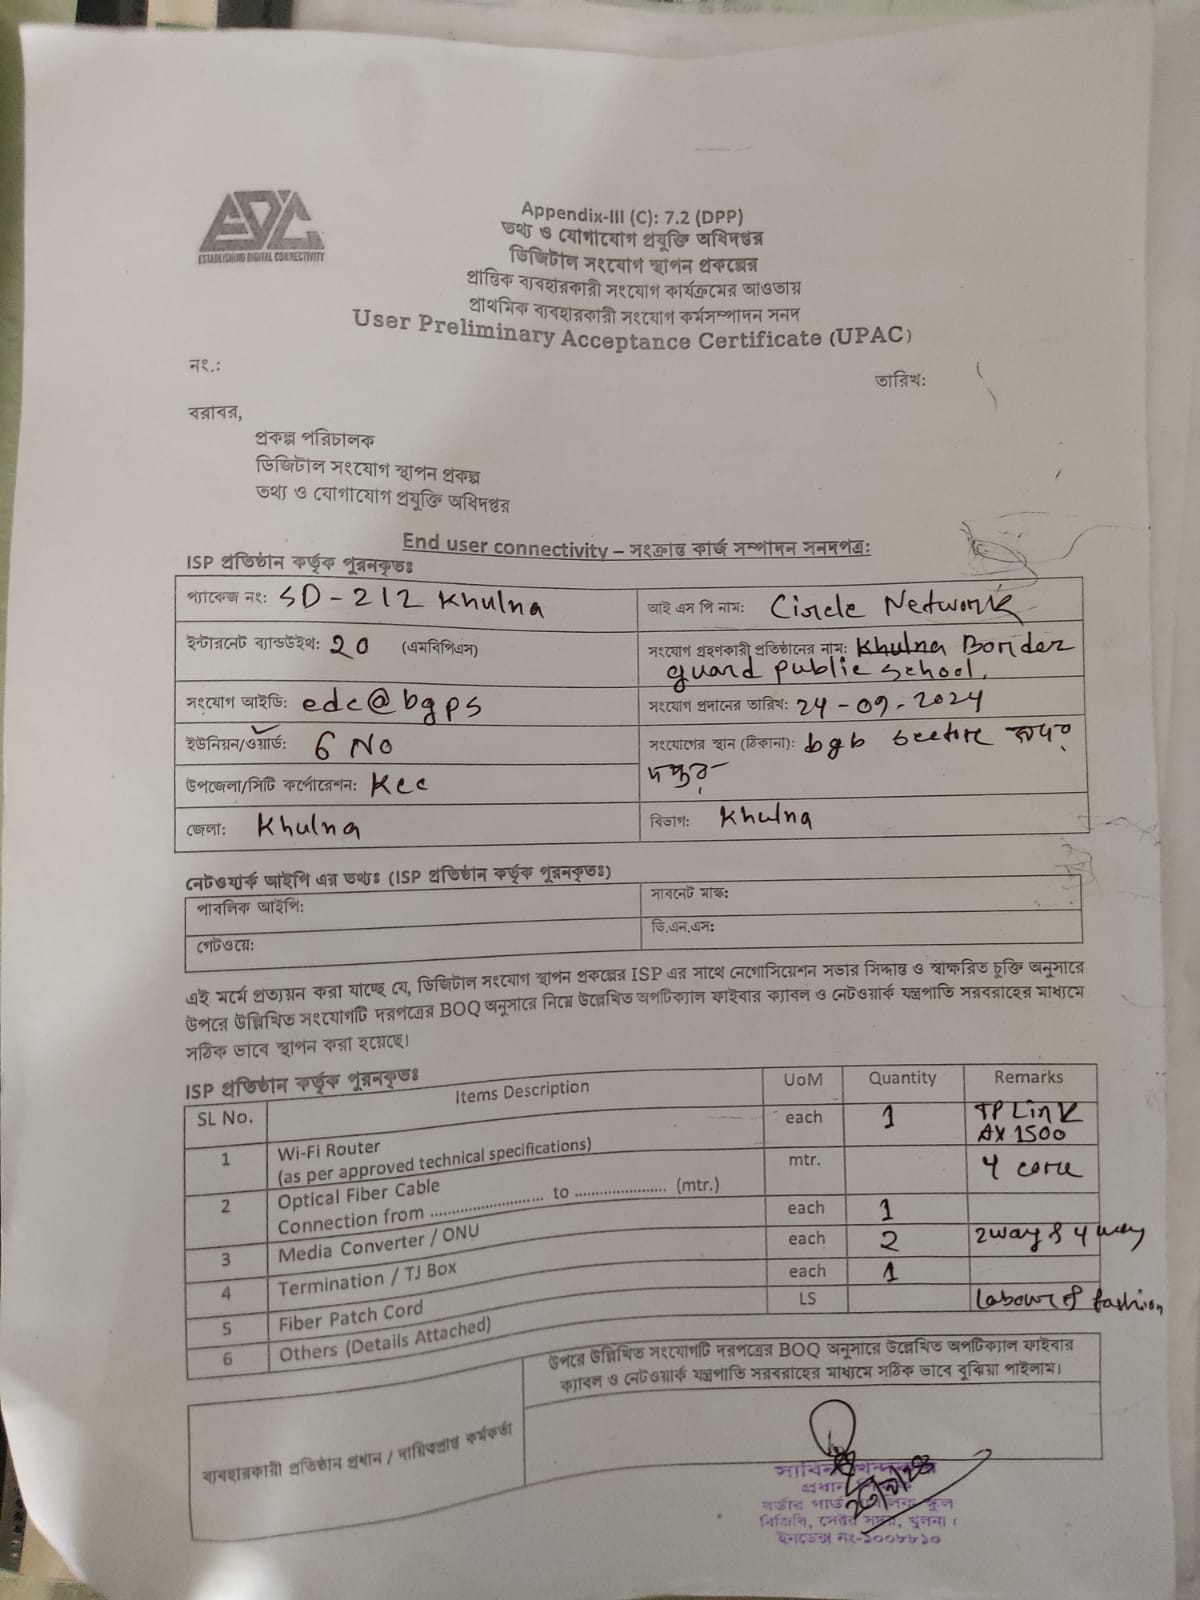 EDC
ESTABLISHING DIGITAL CONNECTIVITY
Appendix-III (C): 7.2 (DPP)
তথ্য ও যোগাযোগ প্রযুক্তি অধিদপ্তর
ডিজিটাল সংযোগ স্থাপন প্রকল্পের
প্রান্তিক ব্যবহারকারী সংযোগ কার্যক্রমের আওতায়
প্রাথমিক ব্যবহারকারী সংযোগ কর্মসম্পাদন সনদ
User Preliminary Acceptance Certificate (UPAC)
নং.:
তারিখ:
বরাবর,
প্রকল্প পরিচালক
ডিজিটাল সংযোগ স্থাপন প্রকল্প
তথ্য ও যোগাযোগ প্রযুক্তি অধিদপ্তর
End user connectivity – সংক্রান্ত কার্জ সম্পাদন সনদপত্র:
ISP প্রতিষ্ঠান কর্তৃক পূরনকৃতঃ
প্যাকেজ নং: SD-212 Khulna
আই এস পি নাম: Circle Network
ইন্টারনেট ব্যান্ডউইথ: 20 (এমবিপিএস)
সংযোগ গ্রহণকারী প্রতিষ্ঠানের নাম: Khulna Border
guard public school.
সংযোগ আইডি: edc@bgps
সংযোগ প্রদানের তারিখ: 24-09-2024
ইউনিয়ন/ওয়ার্ড: 6 No
সংযোগের স্থান (ঠিকানা): bgb sector সদর
দপ্তর
উপজেলা/সিটি কর্পোরেশন: Kcc
জেলা: Khulna
বিভাগ: Khulna
নেটওয়ার্ক আইপি এর তথ্যঃ (ISP প্রতিষ্ঠান কর্তৃক পূরনকৃতঃ)
পাবলিক আইপি:
সাবনেট মাস্ক:
গেটওয়ে:
ডি.এন.এস:
এই মর্মে প্রত্যয়ন করা যাচ্ছে যে, ডিজিটাল সংযোগ স্থাপন প্রকল্পের ISP এর সাথে নেগোসিয়েশন সভার সিদ্ধান্ত ও স্বাক্ষরিত চুক্তি অনুসারে
উপরে উল্লিখিত সংযোগটি দরপত্রের BOQ অনুসারে নিম্নে উল্লেখিত অপটিক্যাল ফাইবার ক্যাবল ও নেটওয়ার্ক যন্ত্রপাতি সরবরাহের মাধ্যমে
সঠিক ভাবে স্থাপন করা হয়েছে।
ISP প্রতিষ্ঠান কর্তৃক পূরনকৃতঃ
SL No. Items Description UoM Quantity Remarks
1 Wi-Fi Router each 1 TP Link
(as per approved technical specifications) AX 1500
2 Optical Fiber Cable mtr. 4 core
Connection from ........................... to ...................... (mtr.)
3 Media Converter / ONU each 1
4 Termination / TJ Box each 2 2way & 4 way
5 Fiber Patch Cord each 1
6 Others (Details Attached) LS Labour of fashion
উপরে উল্লিখিত সংযোগটি দরপত্রের BOQ অনুসারে উল্লেখিত অপটিক্যাল ফাইবার
ক্যাবল ও নেটওয়ার্ক যন্ত্রপাতি সরবরাহের মাধ্যমে সঠিক ভাবে বুঝিয়া পাইলাম।
ব্যবহারকারী প্রতিষ্ঠান প্রধান / দায়িত্বপ্রাপ্ত কর্মকর্তা
প্রধান
বর্ডার গার্ড স্কুল
বিজিবি, সেক্টর সদর, খুলনা।
ইনডেক্স নং-১০০৮৮১০